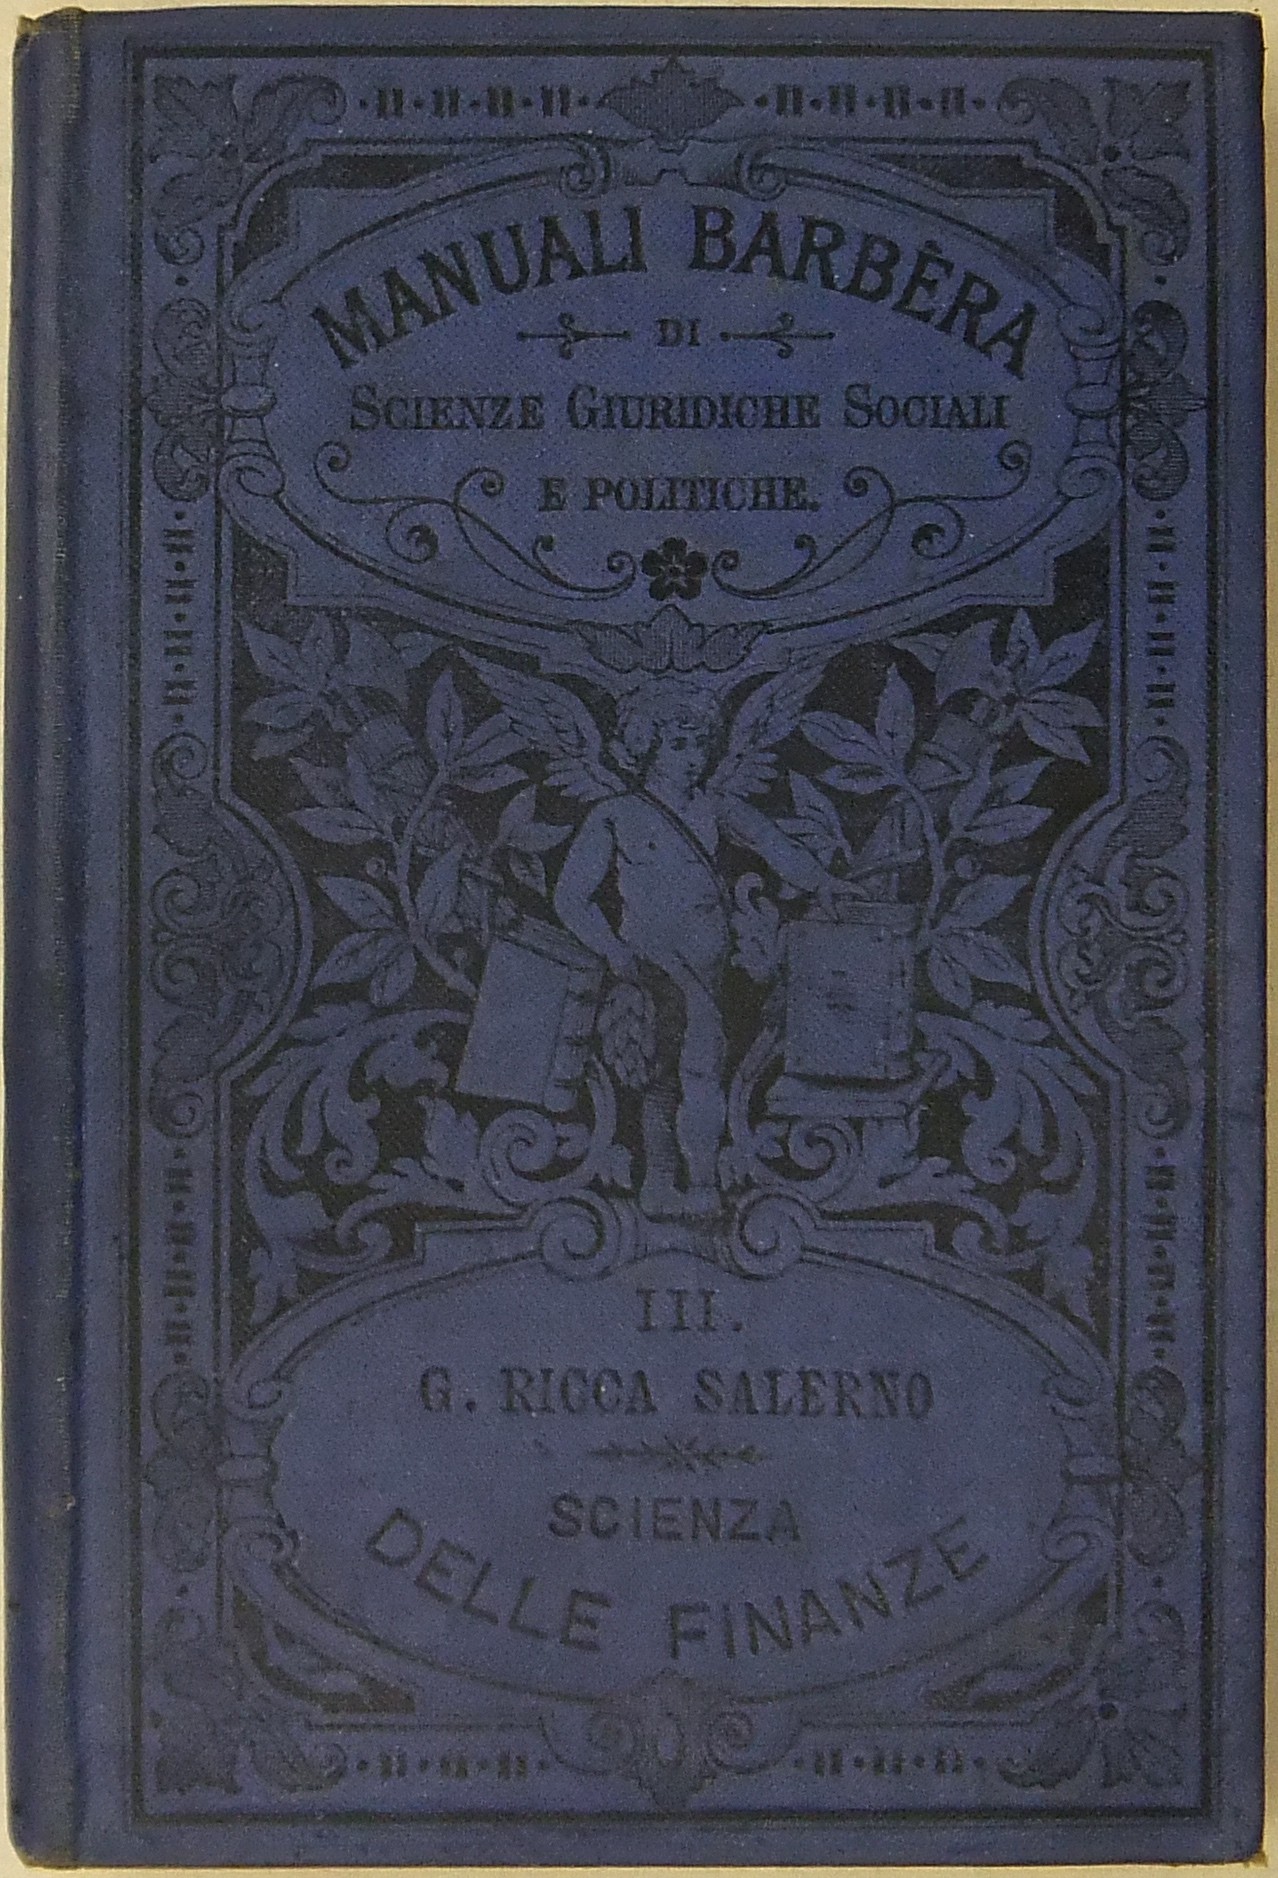 MANUALI BARBÈRA
DI
SCIENZE GIURIDICHE SOCIALI
E POLITICHE.
III.
G. RICCA SALERNO
SCIENZA
DELLE FINANZE